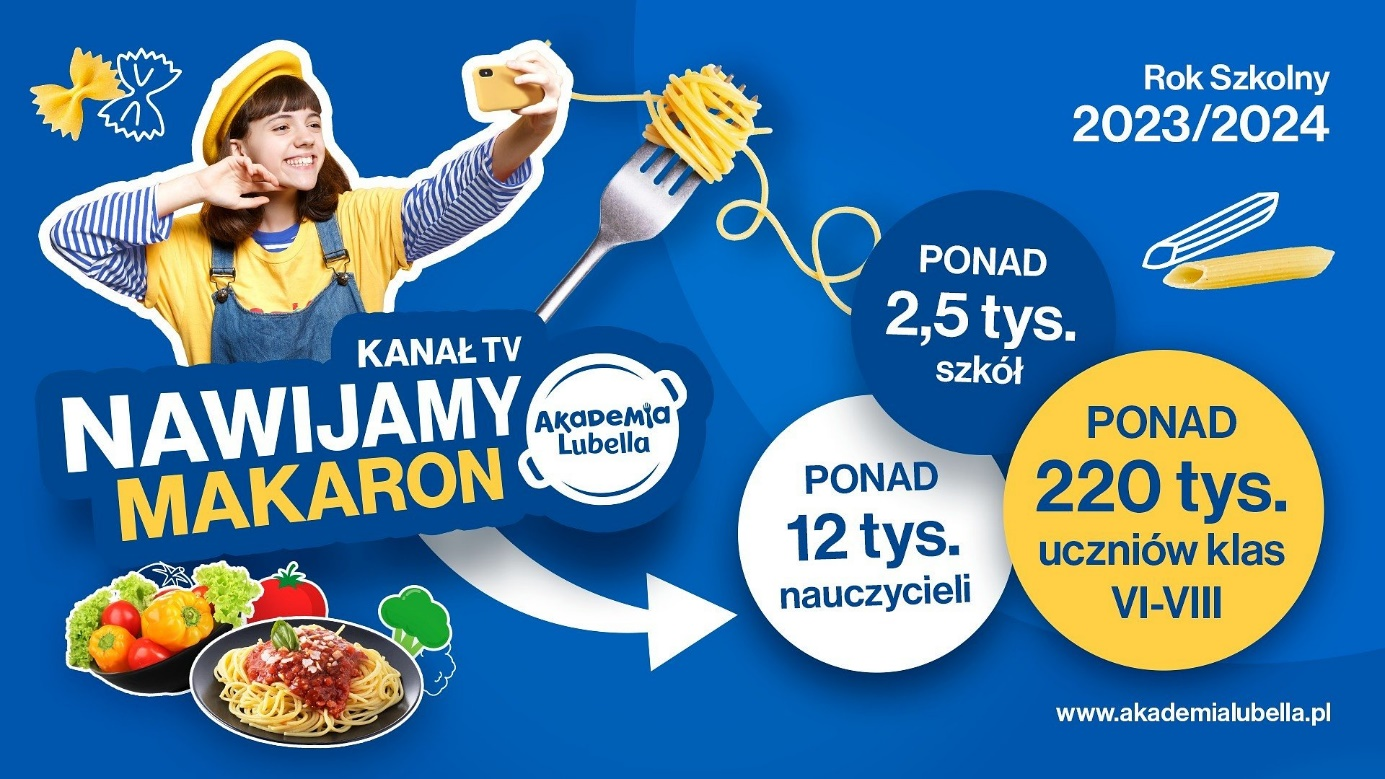 Rok Szkolny
2023/2024
KANAŁ TV
NAWIJAMY
MAKARON
Akademia
Lubella
PONAD
2,5 tys.
szkół
PONAD
12 tys.
nauczycieli
PONAD
220 tys.
uczniów klas
VI-VIII
www.akademialubella.pl